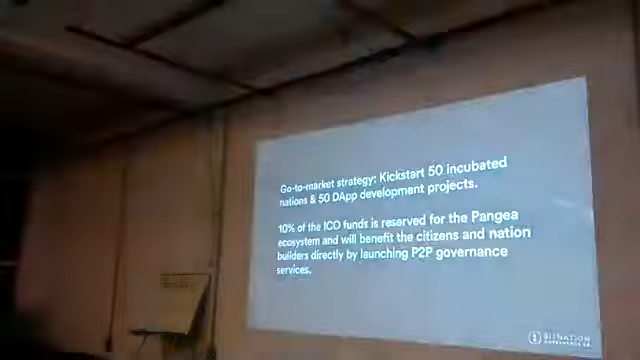 Go-to-market strategy: Kickstart 50 incubated
nations & 50 DApp development projects.
10% of the ICO funds is reserved for the Pangea
ecosystem and will benefit the citizens and nation
builders directly by launching P2P governance
services.
BITNATION